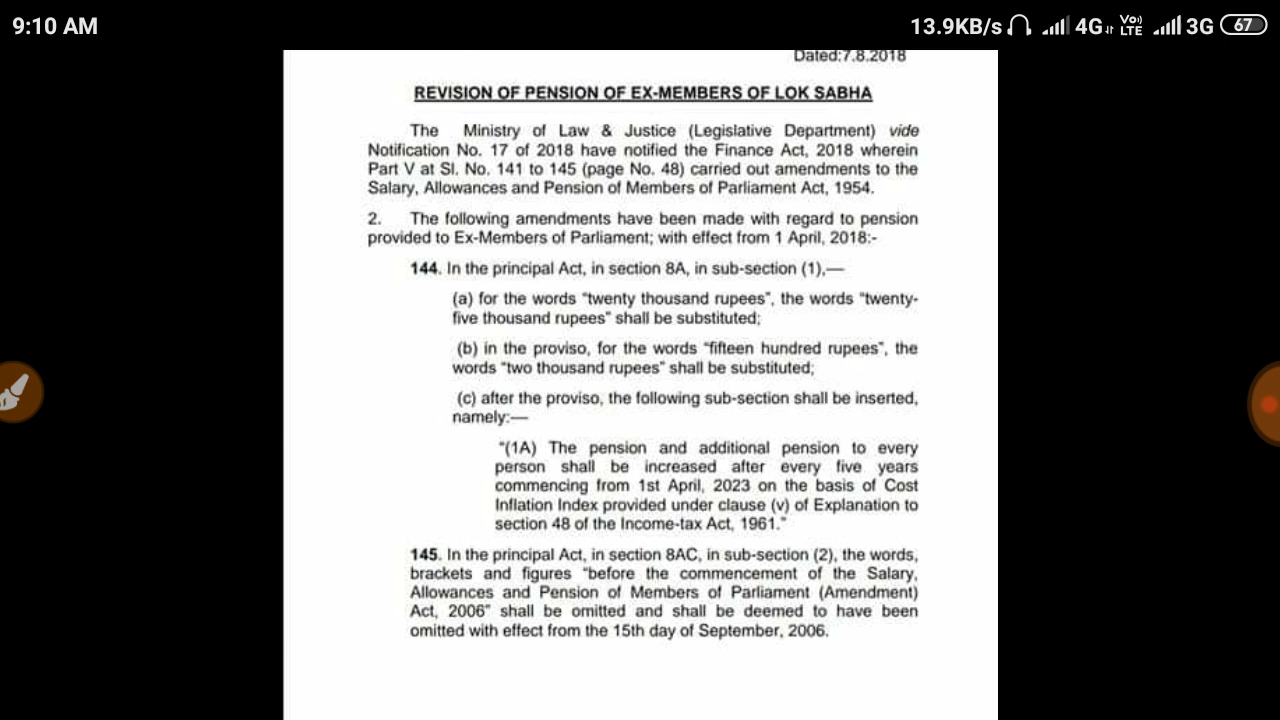 9:10 AM 13.9KB/s 4G Vo)) LTE 3G 67
Dated:7.8.2018
REVISION OF PENSION OF EX-MEMBERS OF LOK SABHA
The Ministry of Law & Justice (Legislative Department) vide
Notification No. 17 of 2018 have notified the Finance Act, 2018 wherein
Part V at Sl. No. 141 to 145 (page No. 48) carried out amendments to the
Salary, Allowances and Pension of Members of Parliament Act, 1954.
2. The following amendments have been made with regard to pension
provided to Ex-Members of Parliament; with effect from 1 April, 2018:-
144. In the principal Act, in section 8A, in sub-section (1),—
(a) for the words “twenty thousand rupees”, the words “twenty-
five thousand rupees” shall be substituted;
(b) in the proviso, for the words “fifteen hundred rupees”, the
words “two thousand rupees” shall be substituted;
(c) after the proviso, the following sub-section shall be inserted,
namely:—
“(1A) The pension and additional pension to every
person shall be increased after every five years
commencing from 1st April, 2023 on the basis of Cost
Inflation Index provided under clause (v) of Explanation to
section 48 of the Income-tax Act, 1961.”
145. In the principal Act, in section 8AC, in sub-section (2), the words,
brackets and figures “before the commencement of the Salary,
Allowances and Pension of Members of Parliament (Amendment)
Act, 2006” shall be omitted and shall be deemed to have been
omitted with effect from the 15th day of September, 2006.